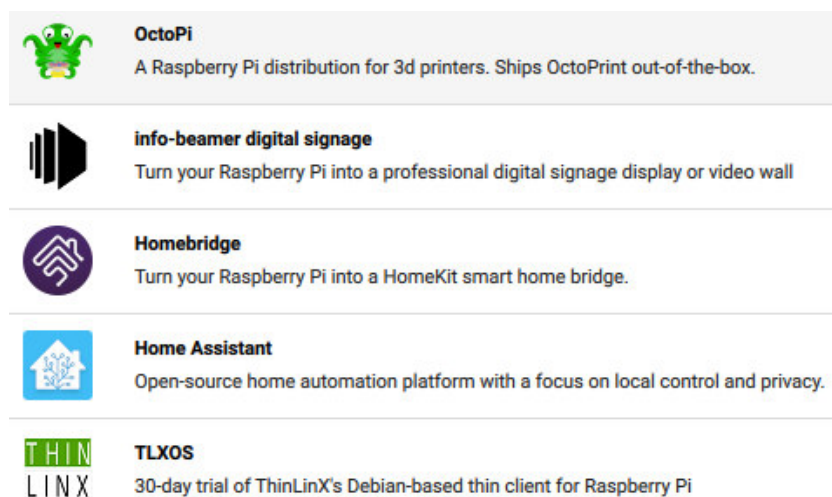 OctoPi
A Raspberry Pi distribution for 3d printers. Ships OctoPrint out-of-the-box.
info-beamer digital signage
Turn your Raspberry Pi into a professional digital signage display or video wall
Homebridge
Turn your Raspberry Pi into a HomeKit smart home bridge.
Home Assistant
Open-source home automation platform with a focus on local control and privacy.
THIN
LINX
TLXOS
30-day trial of ThinLinX's Debian-based thin client for Raspberry Pi